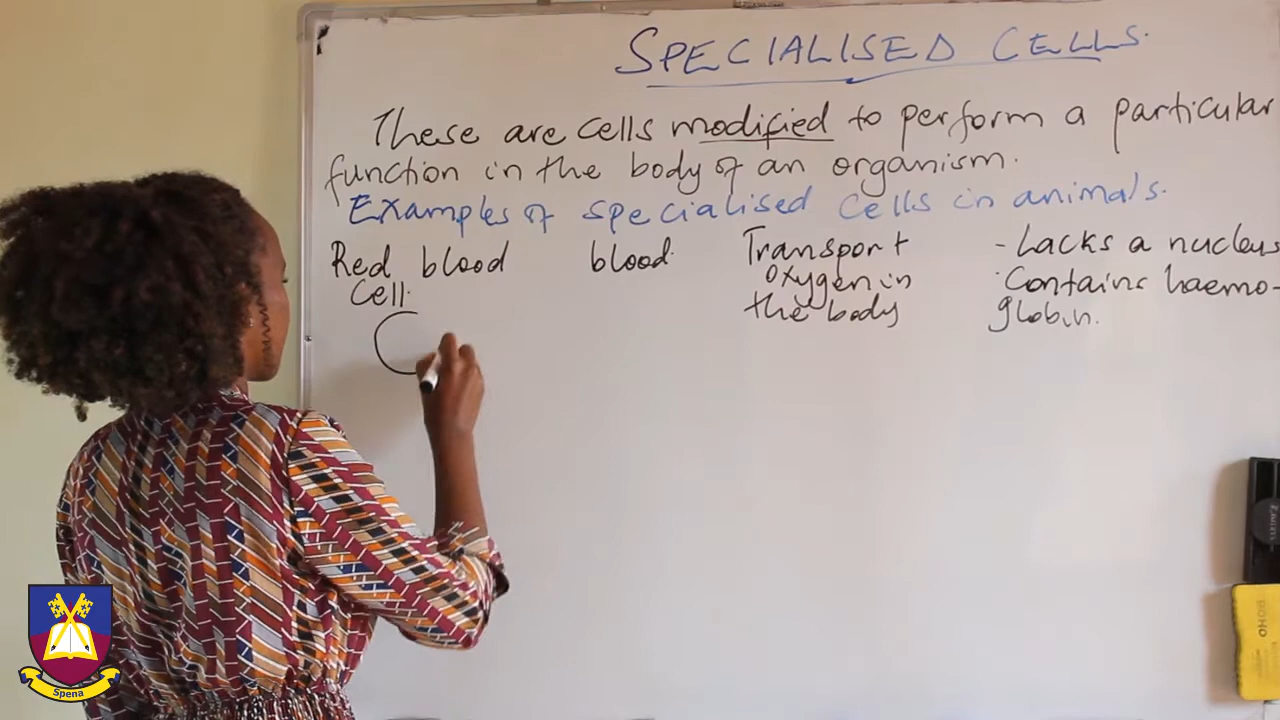 SPECIALISED CELLS.
These are cells modified to perform a particular
function in the body of an organism.
Examples of specialised cells in animals.
Red blood
cell.
blood.
Transport
oxygen in
the body
- Lacks a nucleus
· Contains haemo-
globin.
Spena